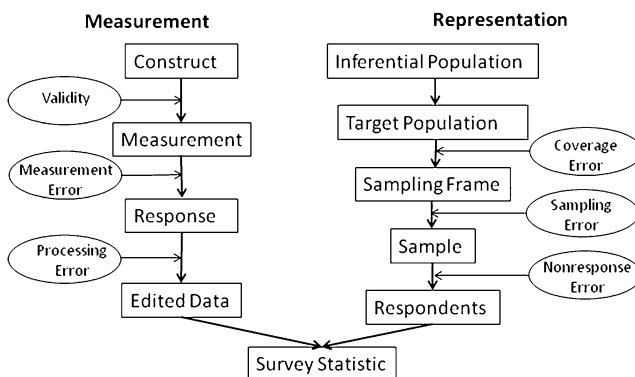 Measurement
Representation
Construct
Inferential Population
Validity
Target Population
Measurement
Coverage
Error
Measurement
Error
Sampling Frame
Sampling
Error
Response
Sample
Processing
Error
Nonresponse
Error
Edited Data
Respondents
Survey Statistic